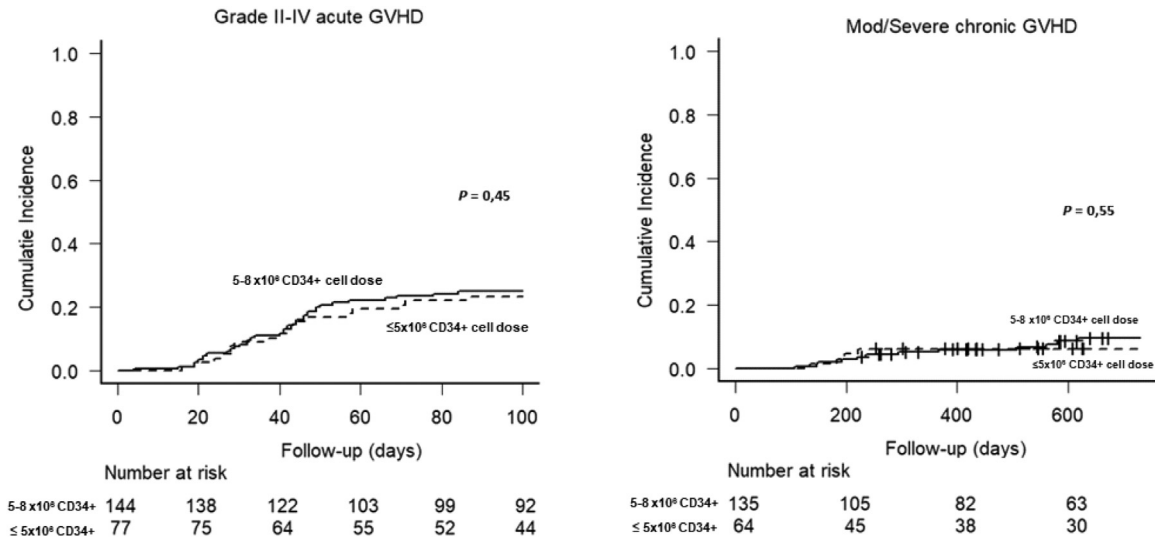 Grade II-IV acute GVHD
Cumulatie Incidence
1.0
0.8
0.6
0.4
0.2
0.0
P = 0,45
5-8 x10⁶ CD34+ cell dose
≤5x10⁶ CD34+ cell dose
0 20 40 60 80 100
Follow-up (days)
Number at risk
5-8 x10⁶ CD34+ 144 138 122 103 99 92
≤ 5x10⁶ CD34+ 77 75 64 55 52 44
Mod/Severe chronic GVHD
Cumulative Incidence
1.0
0.8
0.6
0.4
0.2
0.0
P = 0,55
5-8 x10⁶ CD34+ cell dose
≤5x10⁶ CD34+ cell dose
0 200 400 600
Follow-up (days)
Number at risk
5-8 x10⁶ CD34+ 135 105 82 63
≤ 5x10⁶ CD34+ 64 45 38 30